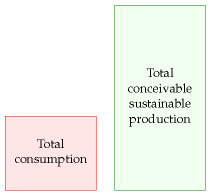 Total
conceivable
sustainable
production
Total
consumption